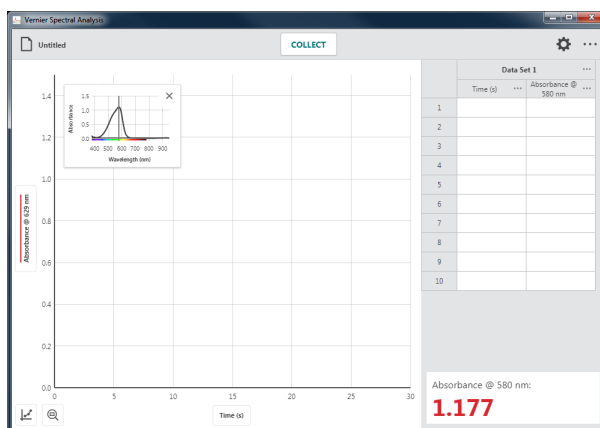 Vernier Spectral Analysis
Untitled
COLLECT
Data Set 1
Time (s)
Absorbance @
580 nm
1
2
3
4
5
6
7
8
9
10
1.5
1.0
0.5
0.0
Absorbance
400 500 600 700 800 900
Wavelength (nm)
1.4
1.2
1.0
0.8
0.6
0.4
0.2
0.0
Absorbance @ 629 nm
0 5 10 15 20 25 30
Time (s)
Absorbance @ 580 nm:
1.177